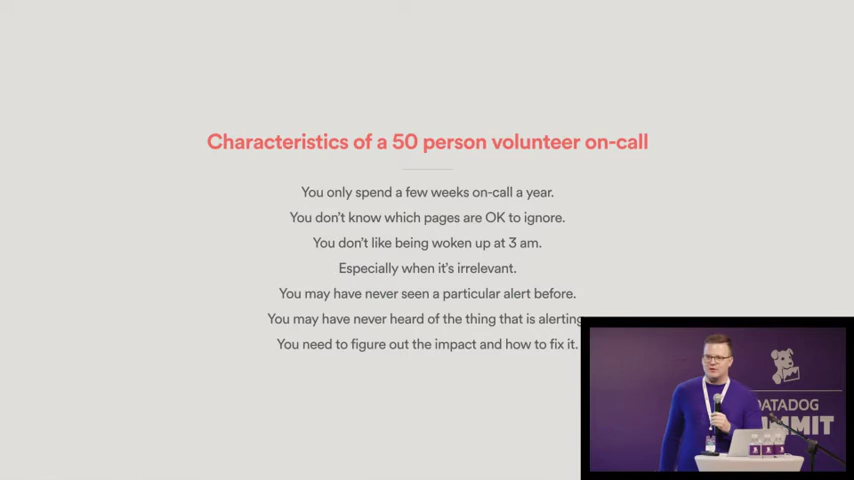 Characteristics of a 50 person volunteer on-call
You only spend a few weeks on-call a year.
You don't know which pages are OK to ignore.
You don't like being woken up at 3 am.
Especially when it's irrelevant.
You may have never seen a particular alert before.
You may have never heard of the thing that is alerting
You need to figure out the impact and how to fix it.
DATADOG
SUMMIT